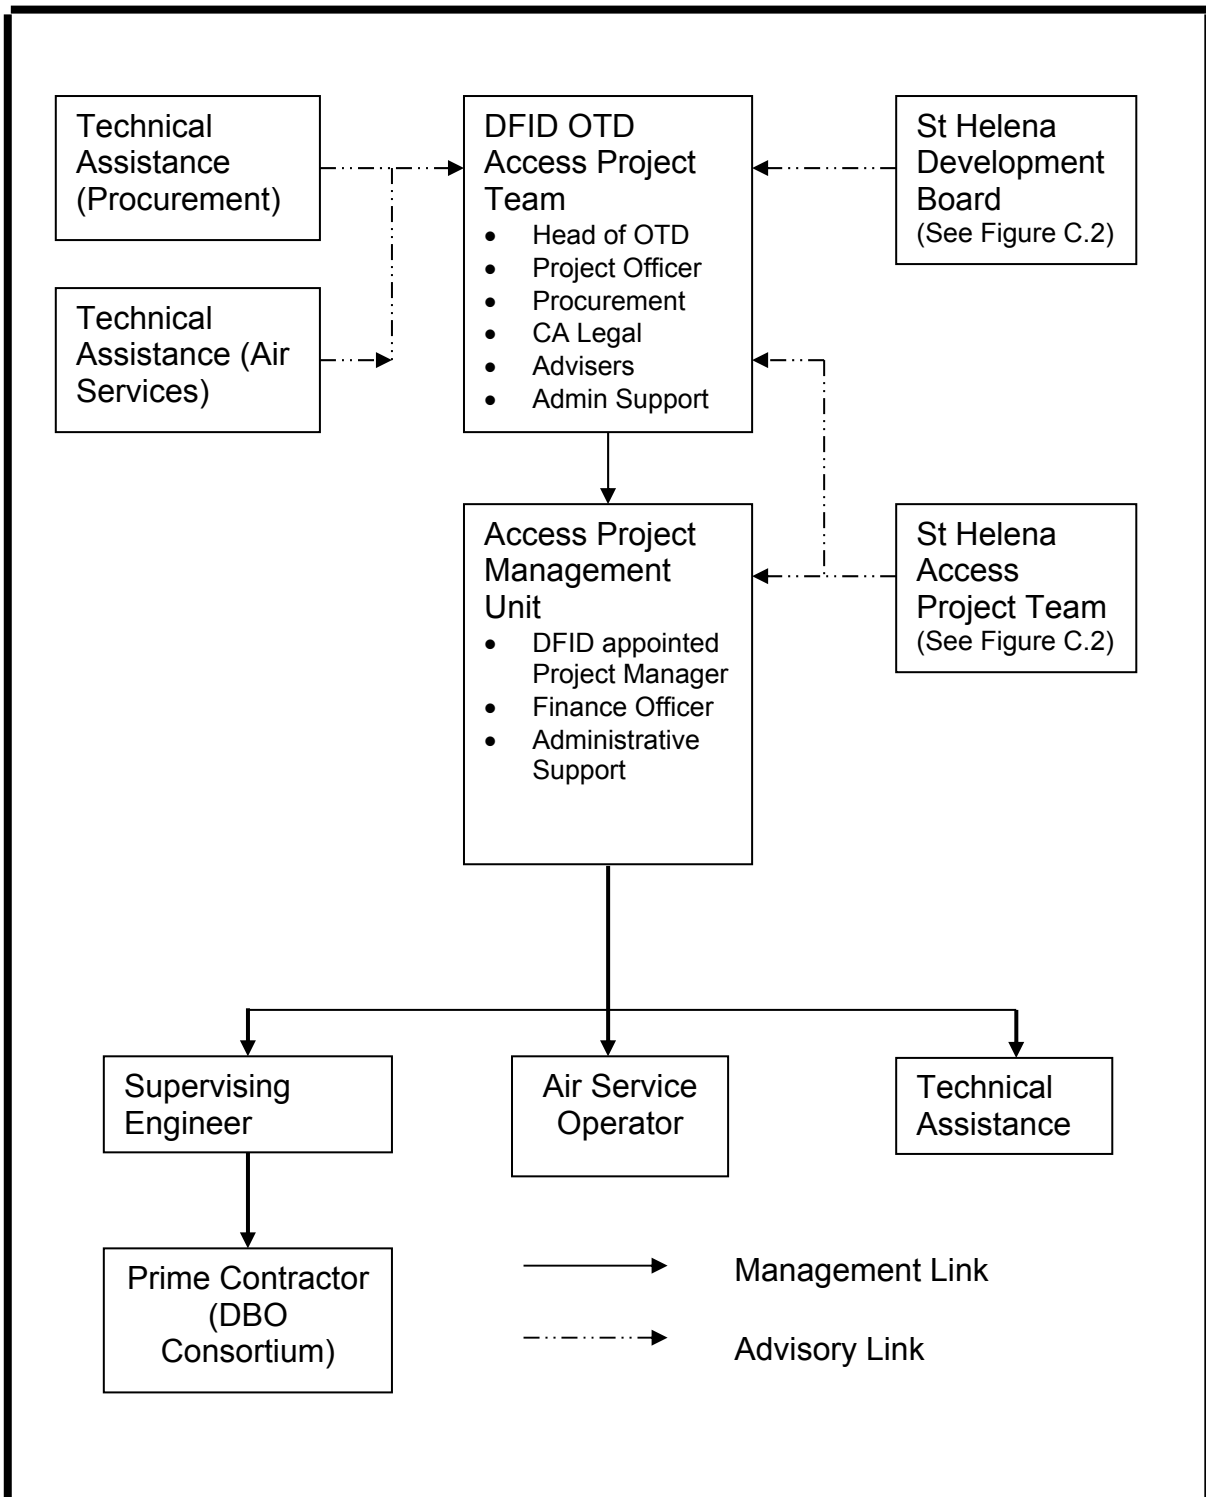 Technical
Assistance
(Procurement)
DFID OTD
Access Project
Team
• Head of OTD
• Project Officer
• Procurement
• CA Legal
• Advisers
• Admin Support
St Helena
Development
Board
(See Figure C.2)
Technical
Assistance (Air
Services)
Access Project
Management
Unit
• DFID appointed
Project Manager
• Finance Officer
• Administrative
Support
St Helena
Access
Project Team
(See Figure C.2)
Supervising
Engineer
Air Service
Operator
Technical
Assistance
Prime Contractor
(DBO
Consortium)
Management Link
Advisory Link